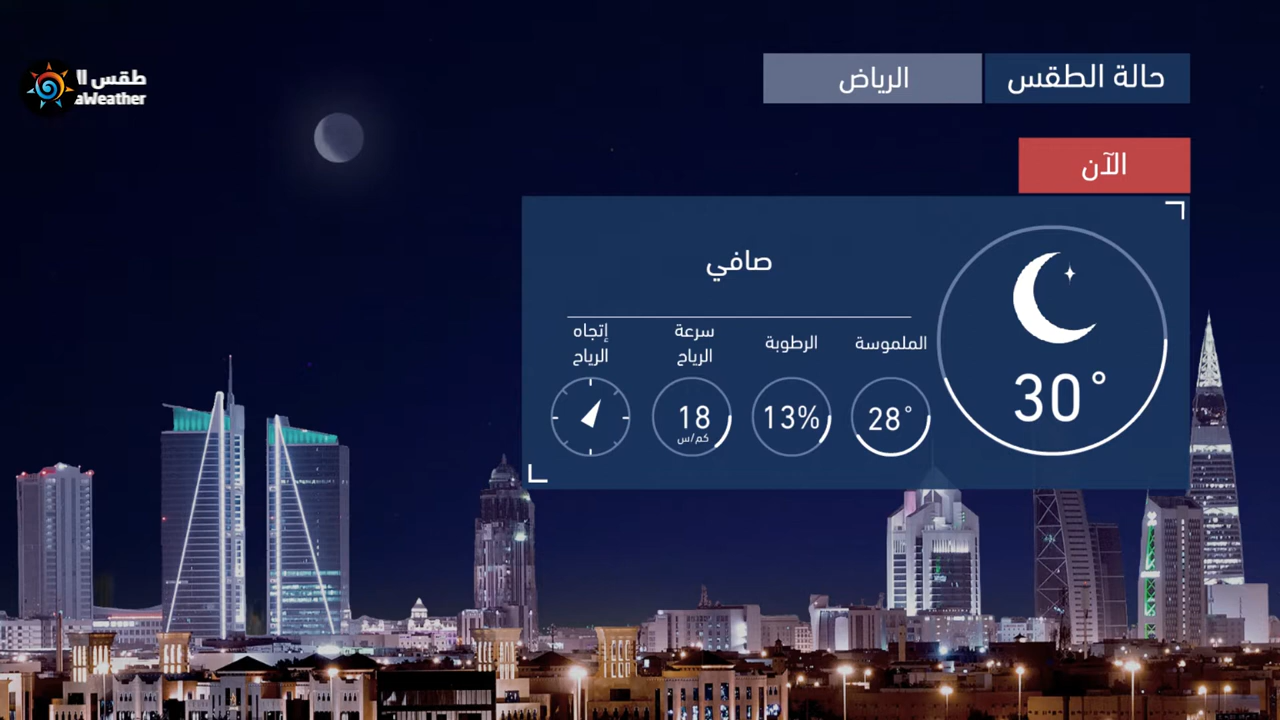 حالة الطقس
الرياض
طقس ال
aWeather
الآن
صافي
30°
الملموسة
28°
الرطوبة
13%
سرعة
الرياح
18
كم/س
إتجاه
الرياح